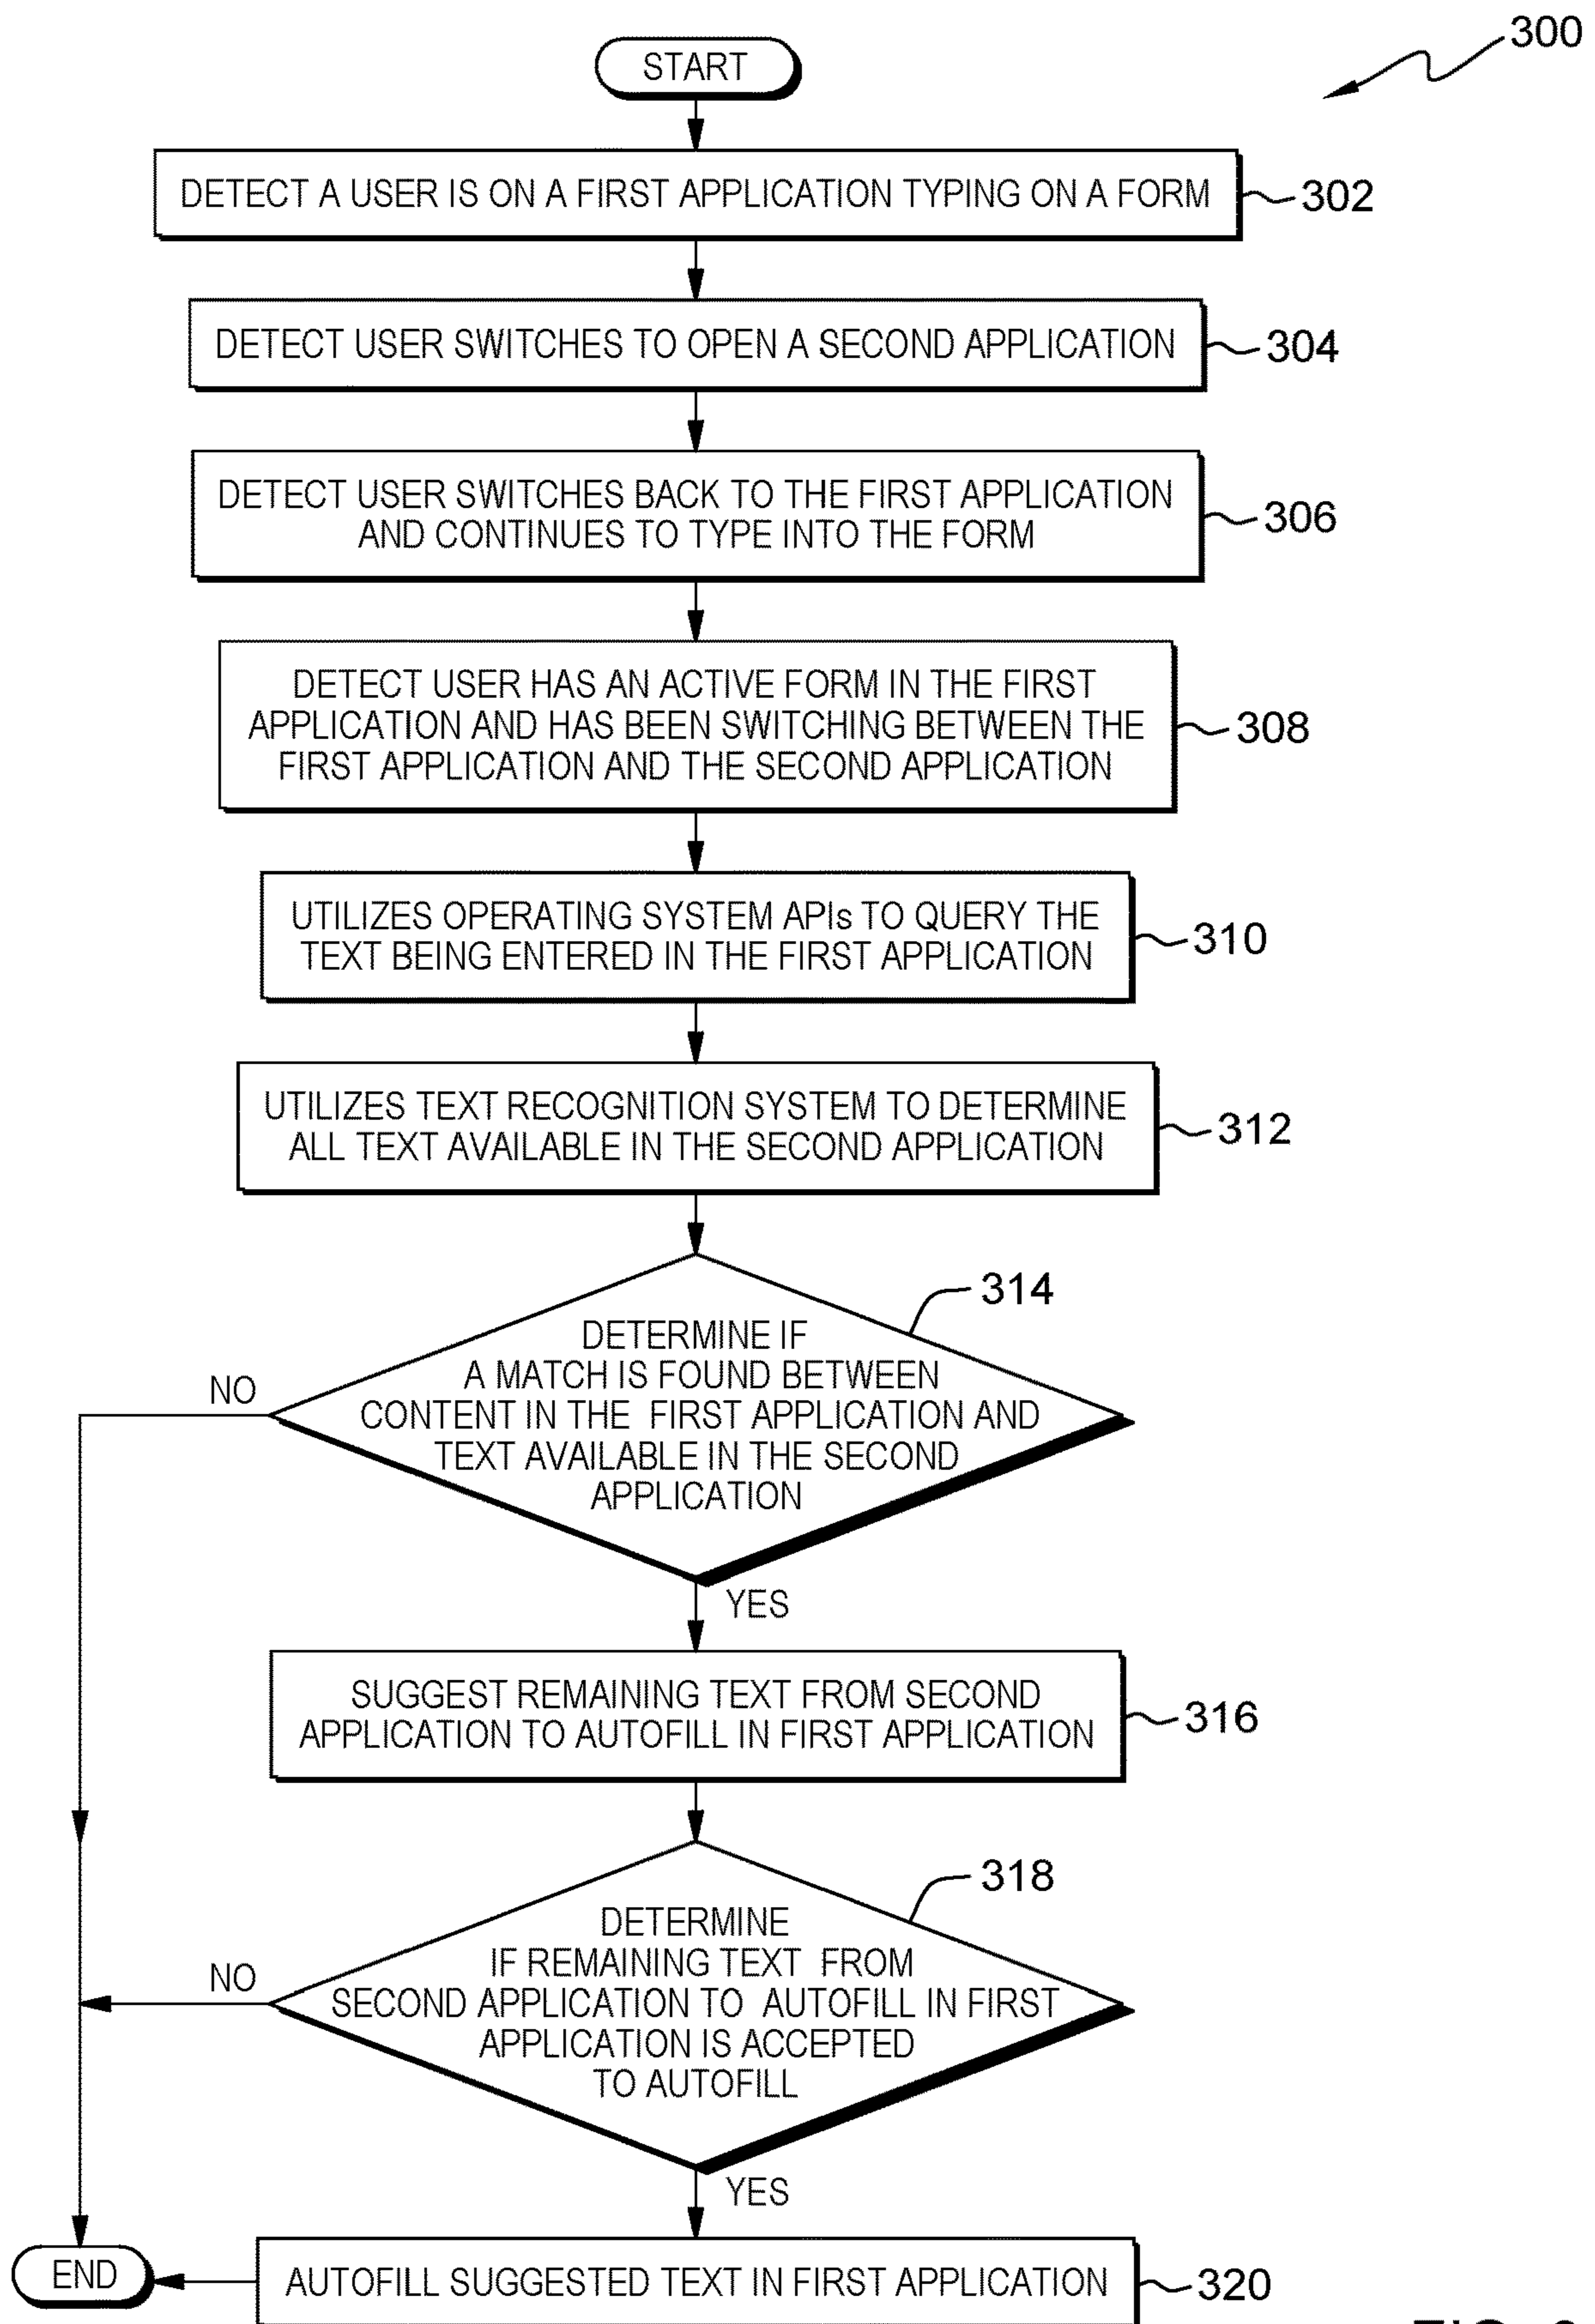 300
START
DETECT A USER IS ON A FIRST APPLICATION TYPING ON A FORM
302
DETECT USER SWITCHES TO OPEN A SECOND APPLICATION
304
DETECT USER SWITCHES BACK TO THE FIRST APPLICATION
AND CONTINUES TO TYPE INTO THE FORM
306
DETECT USER HAS AN ACTIVE FORM IN THE FIRST
APPLICATION AND HAS BEEN SWITCHING BETWEEN THE
FIRST APPLICATION AND THE SECOND APPLICATION
308
UTILIZES OPERATING SYSTEM APIs TO QUERY THE
TEXT BEING ENTERED IN THE FIRST APPLICATION
310
UTILIZES TEXT RECOGNITION SYSTEM TO DETERMINE
ALL TEXT AVAILABLE IN THE SECOND APPLICATION
312
314
DETERMINE IF
A MATCH IS FOUND BETWEEN
CONTENT IN THE FIRST APPLICATION AND
TEXT AVAILABLE IN THE SECOND
APPLICATION
NO
YES
SUGGEST REMAINING TEXT FROM SECOND
APPLICATION TO AUTOFILL IN FIRST APPLICATION
316
318
DETERMINE
IF REMAINING TEXT FROM
SECOND APPLICATION TO AUTOFILL IN FIRST
APPLICATION IS ACCEPTED
TO AUTOFILL
NO
YES
END
AUTOFILL SUGGESTED TEXT IN FIRST APPLICATION
320